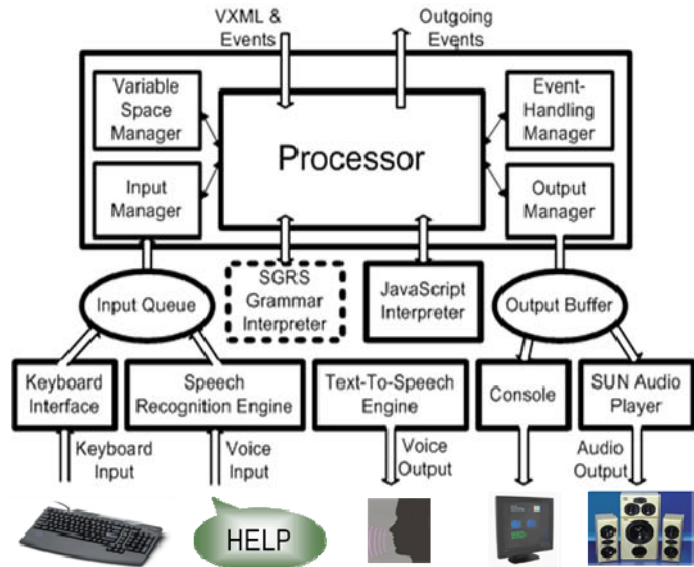 VXML &
Events
Outgoing
Events
Variable
Space
Manager
Event-
Handling
Manager
Processor
Input
Manager
Output
Manager
SGRS
Grammar
Interpreter
JavaScript
Interpreter
Input Queue
Output Buffer
Keyboard
Interface
Speech
Recognition Engine
Text-To-Speech
Engine
Console
SUN Audio
Player
Keyboard
Input
Voice
Input
Voice
Output
Audio
Output
HELP